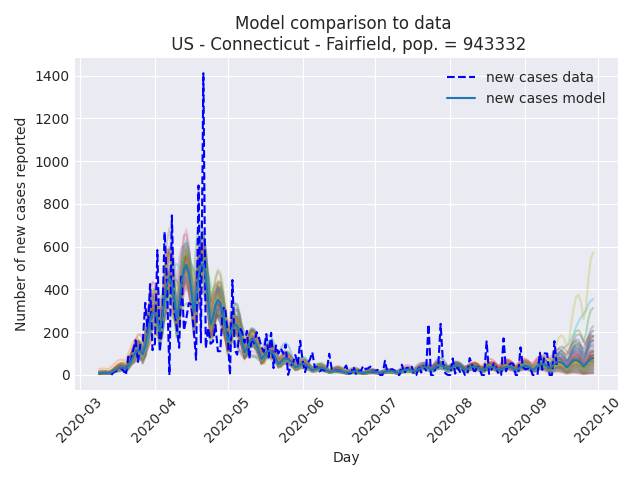 Model comparison to data
US - Connecticut - Fairfield, pop. = 943332
new cases data
new cases model
Number of new cases reported
1400
1200
1000
800
600
400
200
0
2020-03
2020-04
2020-05
2020-06
2020-07
2020-08
2020-09
2020-10
Day